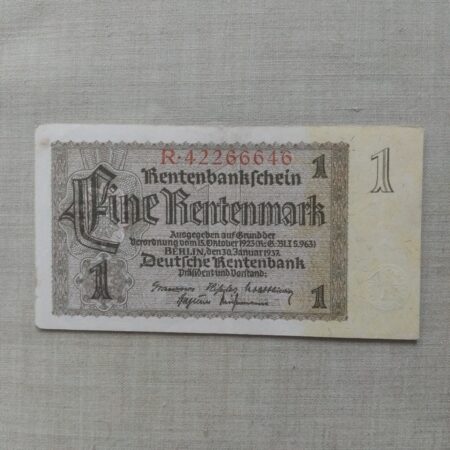 R·42266646
1
Rentenbankschein
1
Eine Rentenmark
Ausgegeben auf Grund der
Verordnung vom 15. Oktober 1923 (R.G.Bl.I S.963)
BERLIN, den 30. Januar 1937
Deutsche Rentenbank
Präsident und Vorstand:
1
1